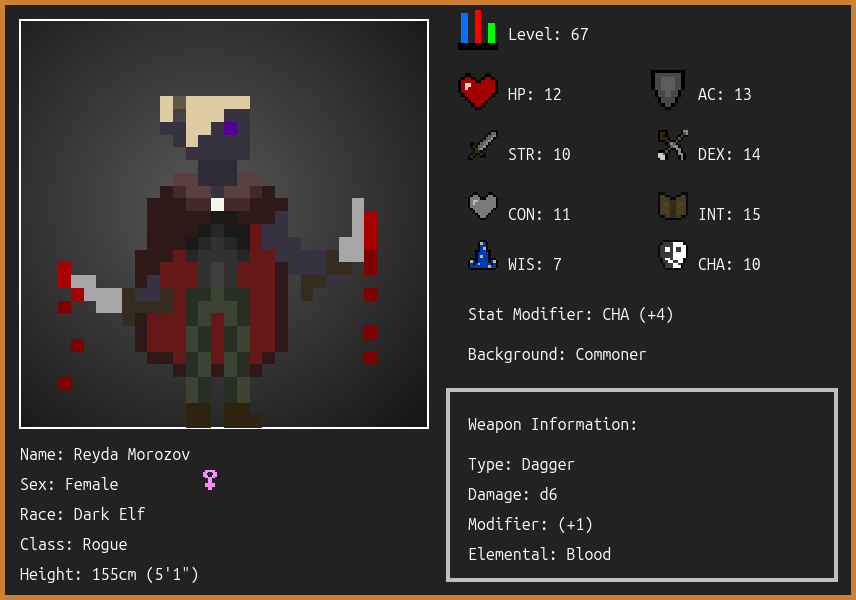 Level: 67
HP: 12
AC: 13
STR: 10
DEX: 14
CON: 11
INT: 15
WIS: 7
CHA: 10
Stat Modifier: CHA (+4)
Background: Commoner
Weapon Information:
Type: Dagger
Damage: d6
Modifier: (+1)
Elemental: Blood
Name: Reyda Morozov
Sex: Female
Race: Dark Elf
Class: Rogue
Height: 155cm (5'1")